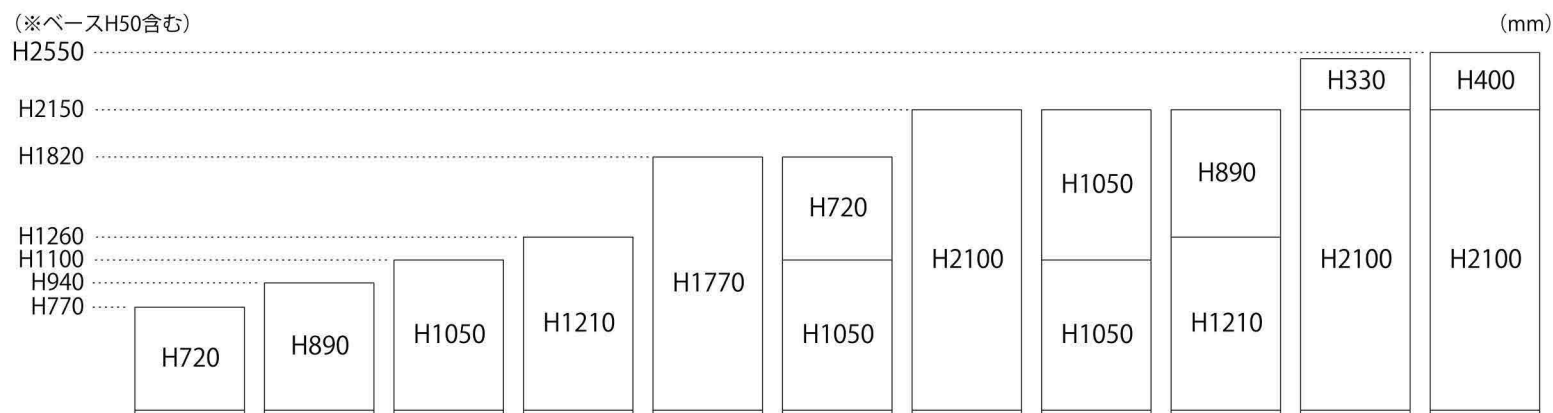 (※ベースH50含む)
(mm)
H2550
H330
H400
H2150
H1820
H1050
H890
H720
H1260
H1100
H2100
H2100
H2100
H940
H1770
H770
H1210
H1050
H1050
H1050
H1210
H890
H720